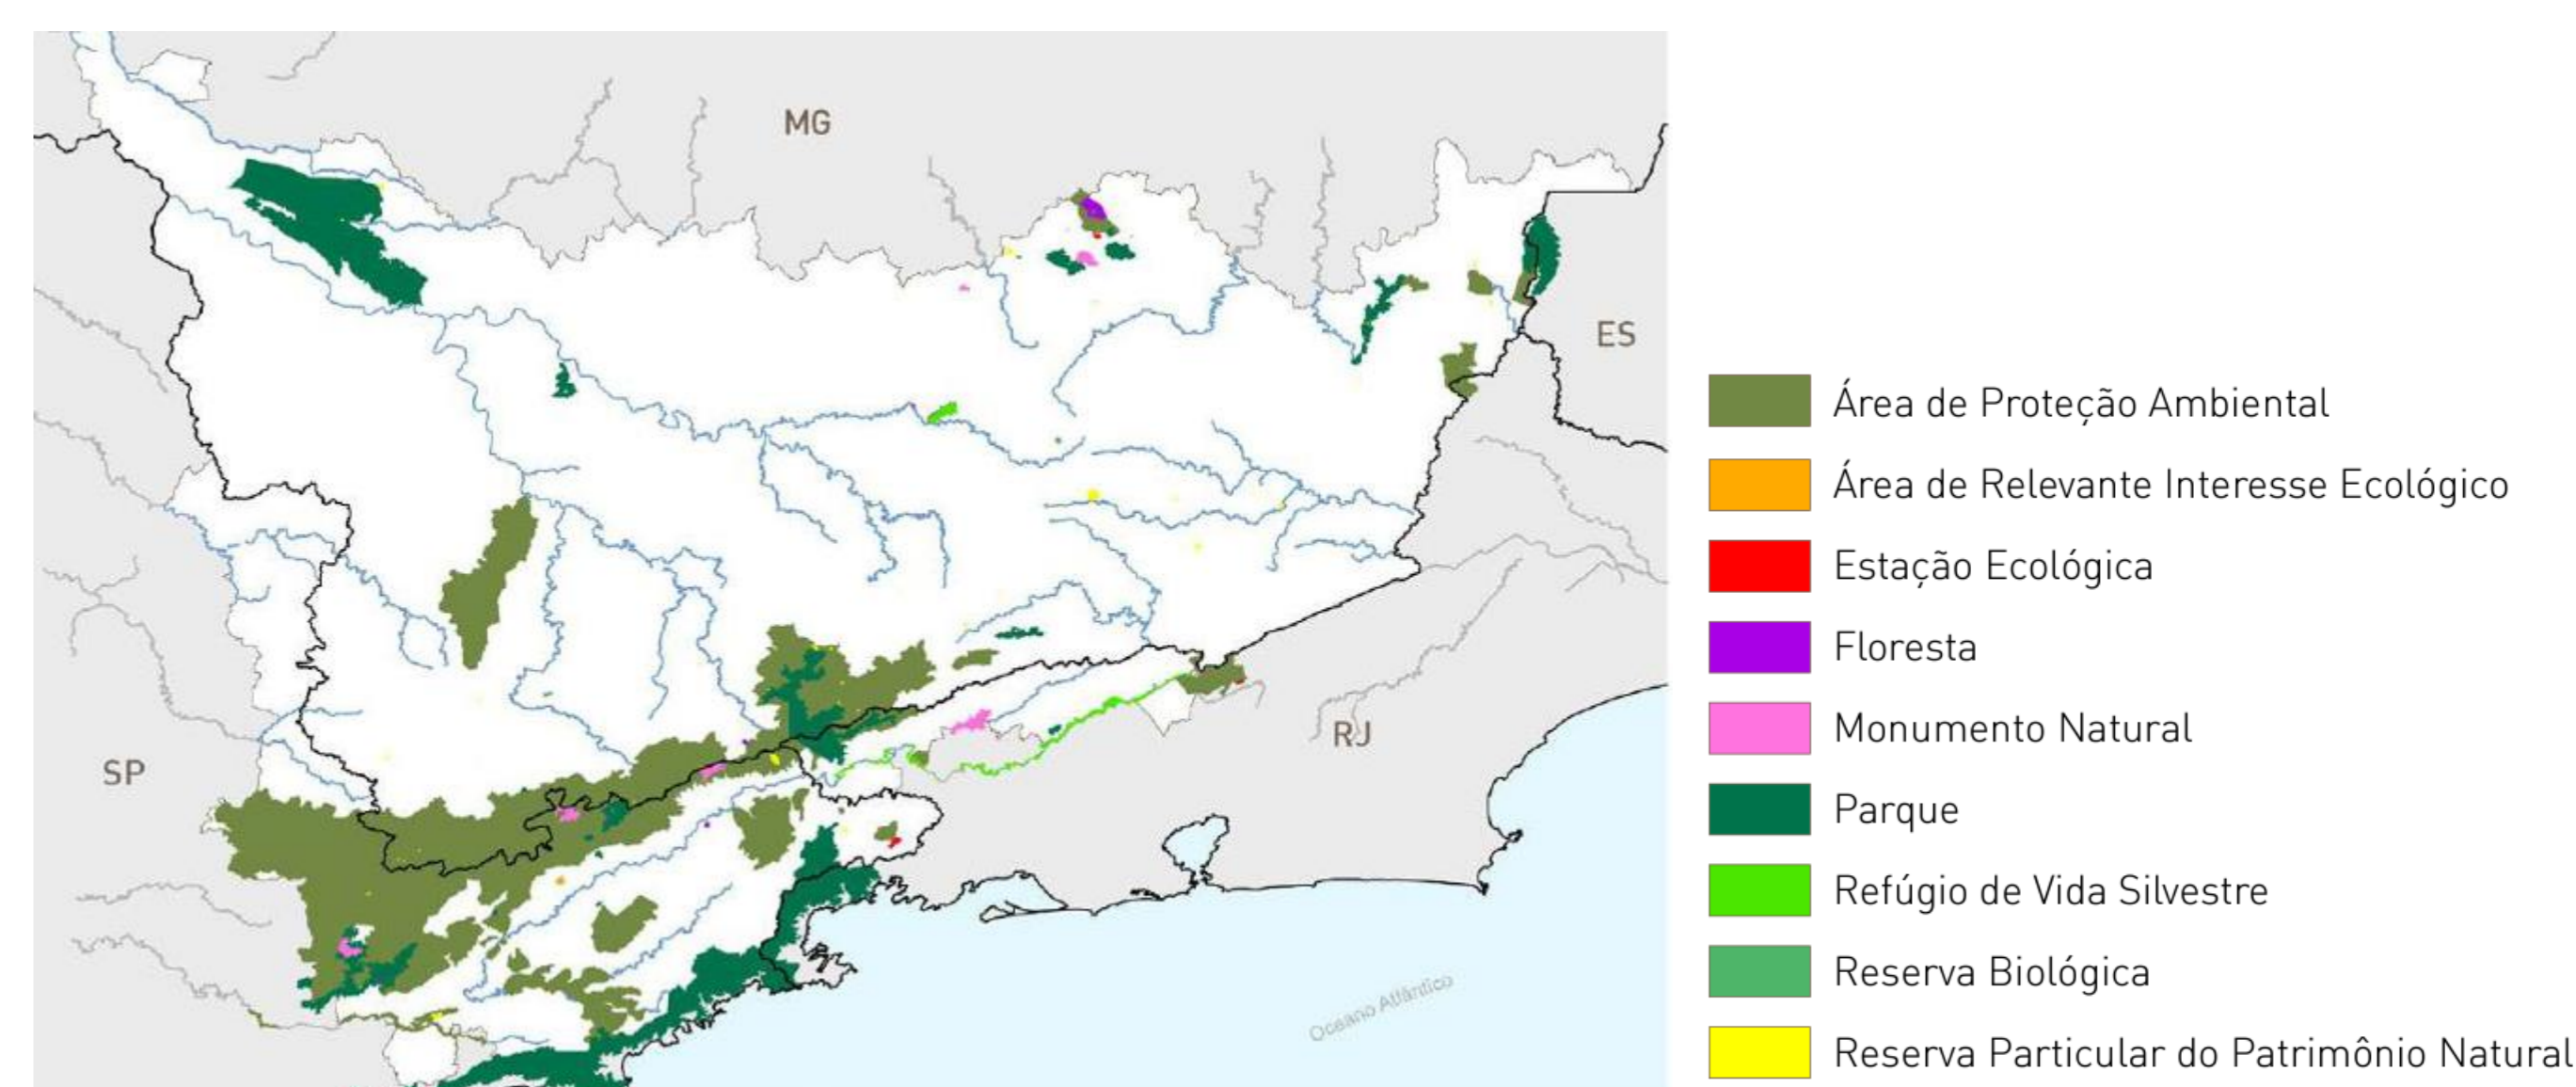 MG
ES
SP
RJ
Oceano Atlântico
Área de Proteção Ambiental
Área de Relevante Interesse Ecológico
Estação Ecológica
Floresta
Monumento Natural
Parque
Refúgio de Vida Silvestre
Reserva Biológica
Reserva Particular do Patrimônio Natural